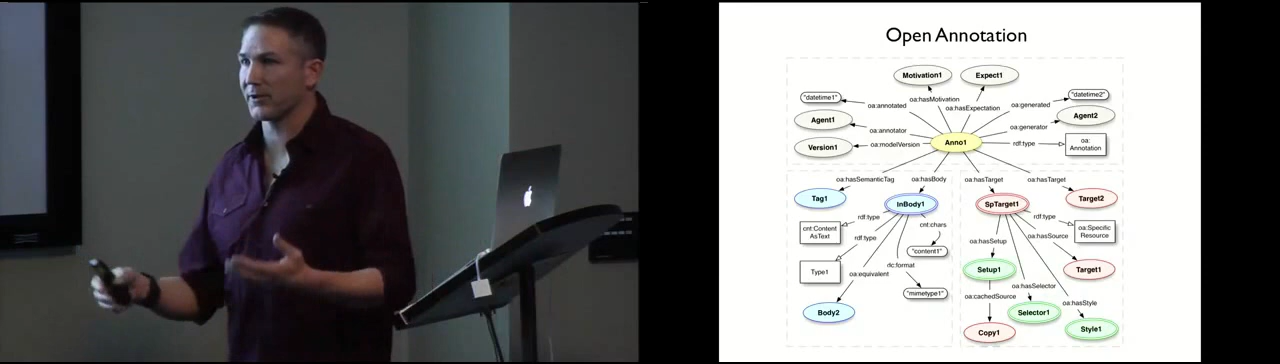 Open Annotation
Motivation1
Expect1
"datetime1"
oa:annotated
oa:hasMotivation
oa:hasExpectation
oa:generated
"datetime2"
Agent1
oa:annotator
oa:generator
Agent2
Version1
oa:modelVersion
Anno1
rdf:type
oa:
Annotation
oa:hasSemanticTag
oa:hasBody
oa:hasTarget
oa:hasTarget
Tag1
InBody1
SpTarget1
Target2
rdf:type
cnt:chars
rdf:type
cnt:Content
AsText
rdf:type
oa:hasSetup
oa:hasSource
oa:Specific
Resource
"content1"
Type1
oa:equivalent
dc:format
Setup1
Target1
oa:hasSelector
"mimetype1"
oa:cachedSource
oa:hasStyle
Body2
Selector1
Copy1
Style1